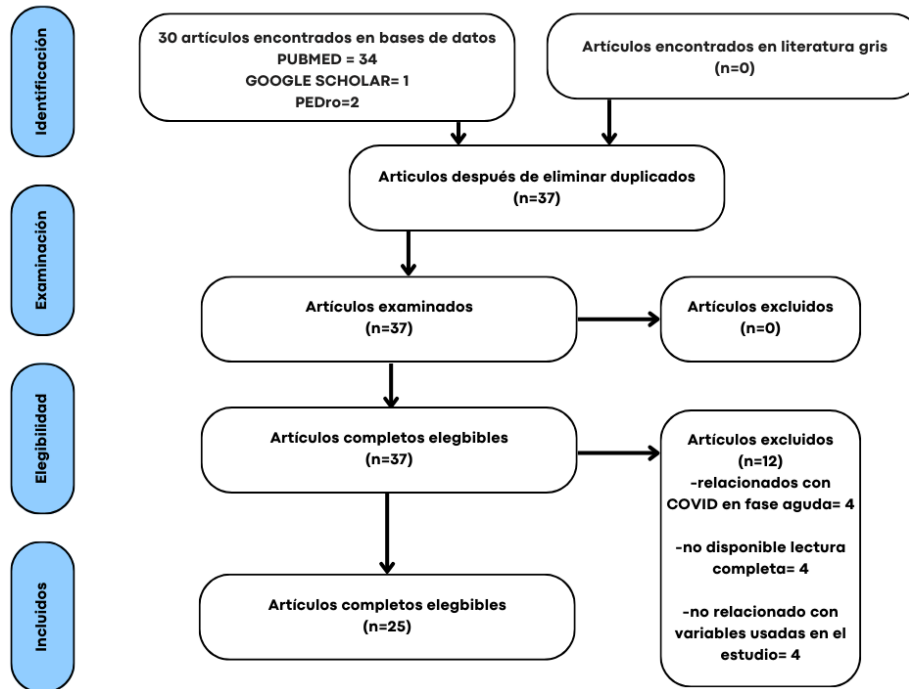 Identificación
30 artículos encontrados en bases de datos
PUBMED = 34
GOOGLE SCHOLAR= 1
PEDro=2
Artículos encontrados en literatura gris
(n=0)
Articulos después de eliminar duplicados
(n=37)
Examinación
Artículos examinados
(n=37)
Artículos excluidos
(n=0)
Elegibilidad
Artículos completos elegbibles
(n=37)
Artículos excluidos
(n=12)
-relacionados con
COVID en fase aguda= 4
-no disponible lectura
completa= 4
-no relacionado con
variables usadas en el
estudio= 4
Incluidos
Artículos completos elegbibles
(n=25)